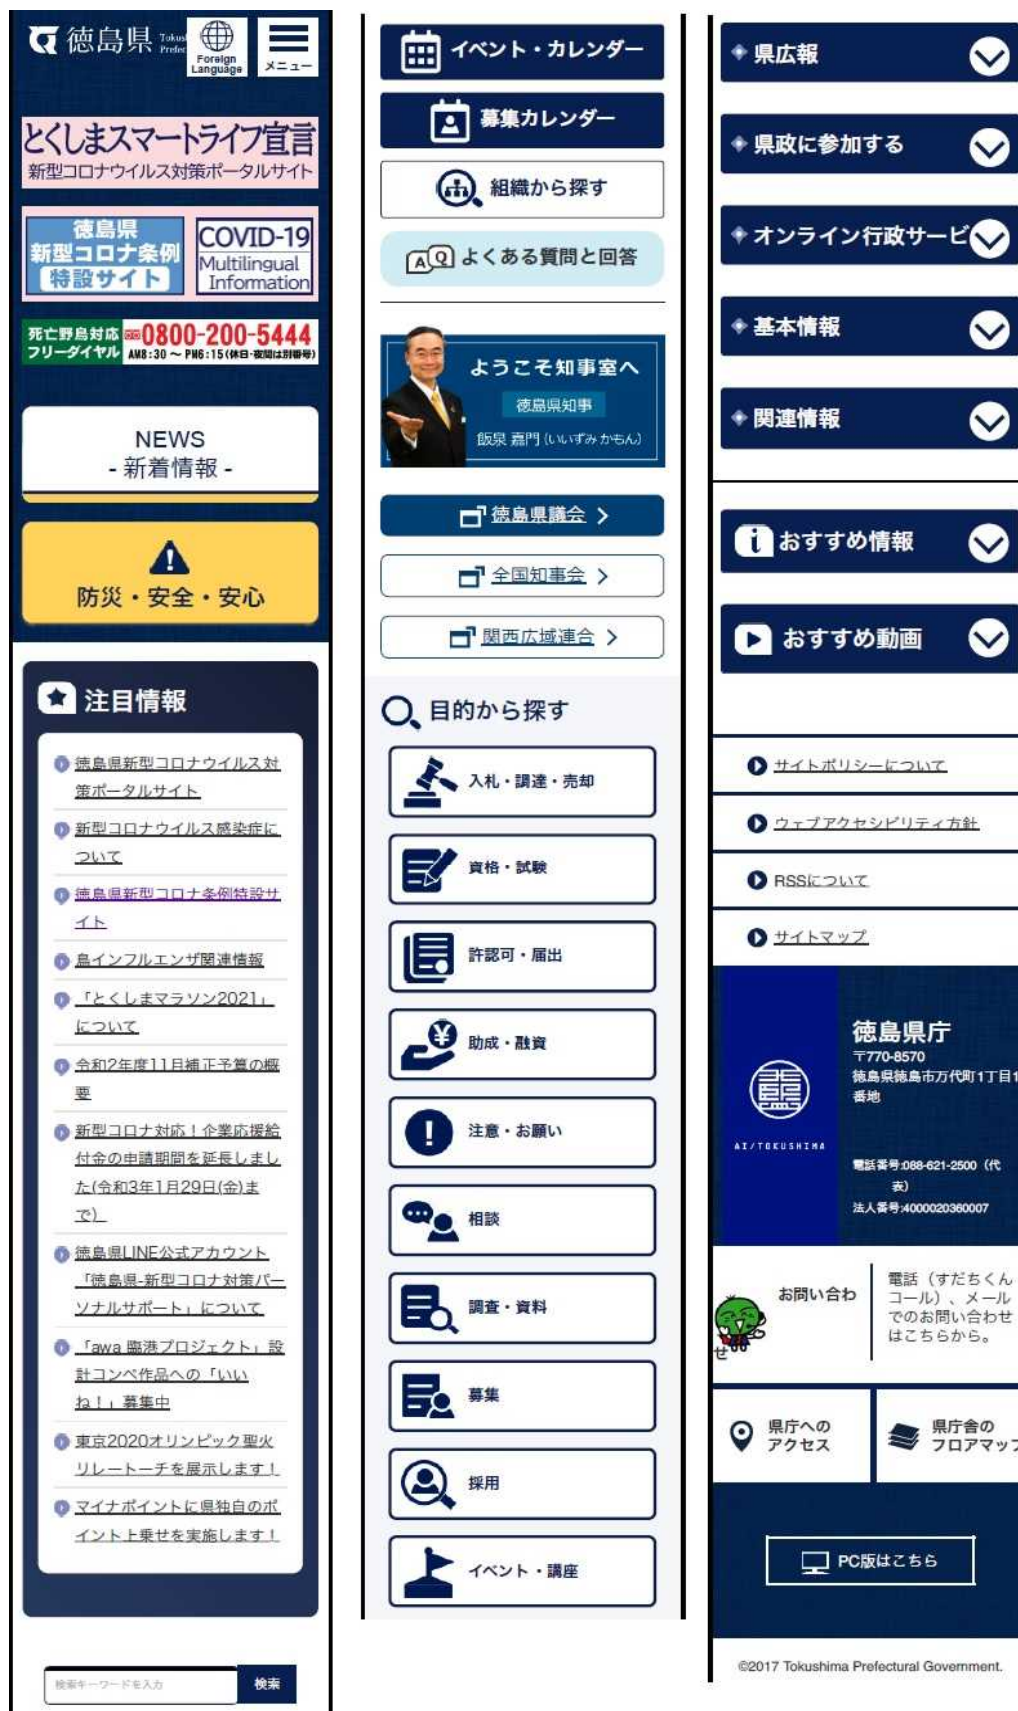 徳島県
Foreign
Language
メニュー
とくしまスマートライフ宣言
新型コロナウイルス対策ポータルサイト
徳島県
新型コロナ条例
特設サイト
COVID-19
Multilingual
Information
死亡野鳥対応
フリーダイヤル
0800-200-5444
AM8:30 ~ PM6:15(休日・夜間は別番号)
NEWS
- 新着情報 -
防災・安全・安心
注目情報
徳島県新型コロナウイルス対
策ポータルサイト
新型コロナウイルス感染症に
ついて
徳島県新型コロナ条例特設サ
イト
鳥インフルエンザ関連情報
「とくしまマラソン2021」
について
令和2年度11月補正予算の概
要
新型コロナ対応！企業応援給
付金の申請期間を延長しまし
た(令和3年1月29日(金)ま
で)
徳島県LINE公式アカウント
「徳島県-新型コロナ対策パー
ソナルサポート」について
「awa 臨港プロジェクト」設
計コンペ作品への「いい
ね！」募集中
東京2020オリンピック聖火
リレートーチを展示します！
マイナポイントに県独自のポ
イント上乗せを実施します！
検索キーワードを入力
検索
イベント・カレンダー
募集カレンダー
組織から探す
AQ よくある質問と回答
ようこそ知事室へ
徳島県知事
飯泉 嘉門 (いいずみ かもん)
徳島県議会
全国知事会
関西広域連合
目的から探す
入札・調達・売却
資格・試験
許認可・届出
助成・融資
注意・お願い
相談
調査・資料
募集
採用
イベント・講座
県広報
県政に参加する
オンライン行政サービ
基本情報
関連情報
おすすめ情報
おすすめ動画
サイトポリシーについて
ウェブアクセシビリティ方針
RSSについて
サイトマップ
AI/TOKUSHIMA
徳島県庁
〒770-8570
徳島県徳島市万代町1丁目1
番地
電話番号:088-621-2500（代
表）
法人番号:4000020360007
お問い合わ
せ
電話（すだちくん
コール）、メール
でのお問い合わせ
はこちらから。
県庁への
アクセス
県庁舎の
フロアマップ
PC版はこちら
©2017 Tokushima Prefectural Government.